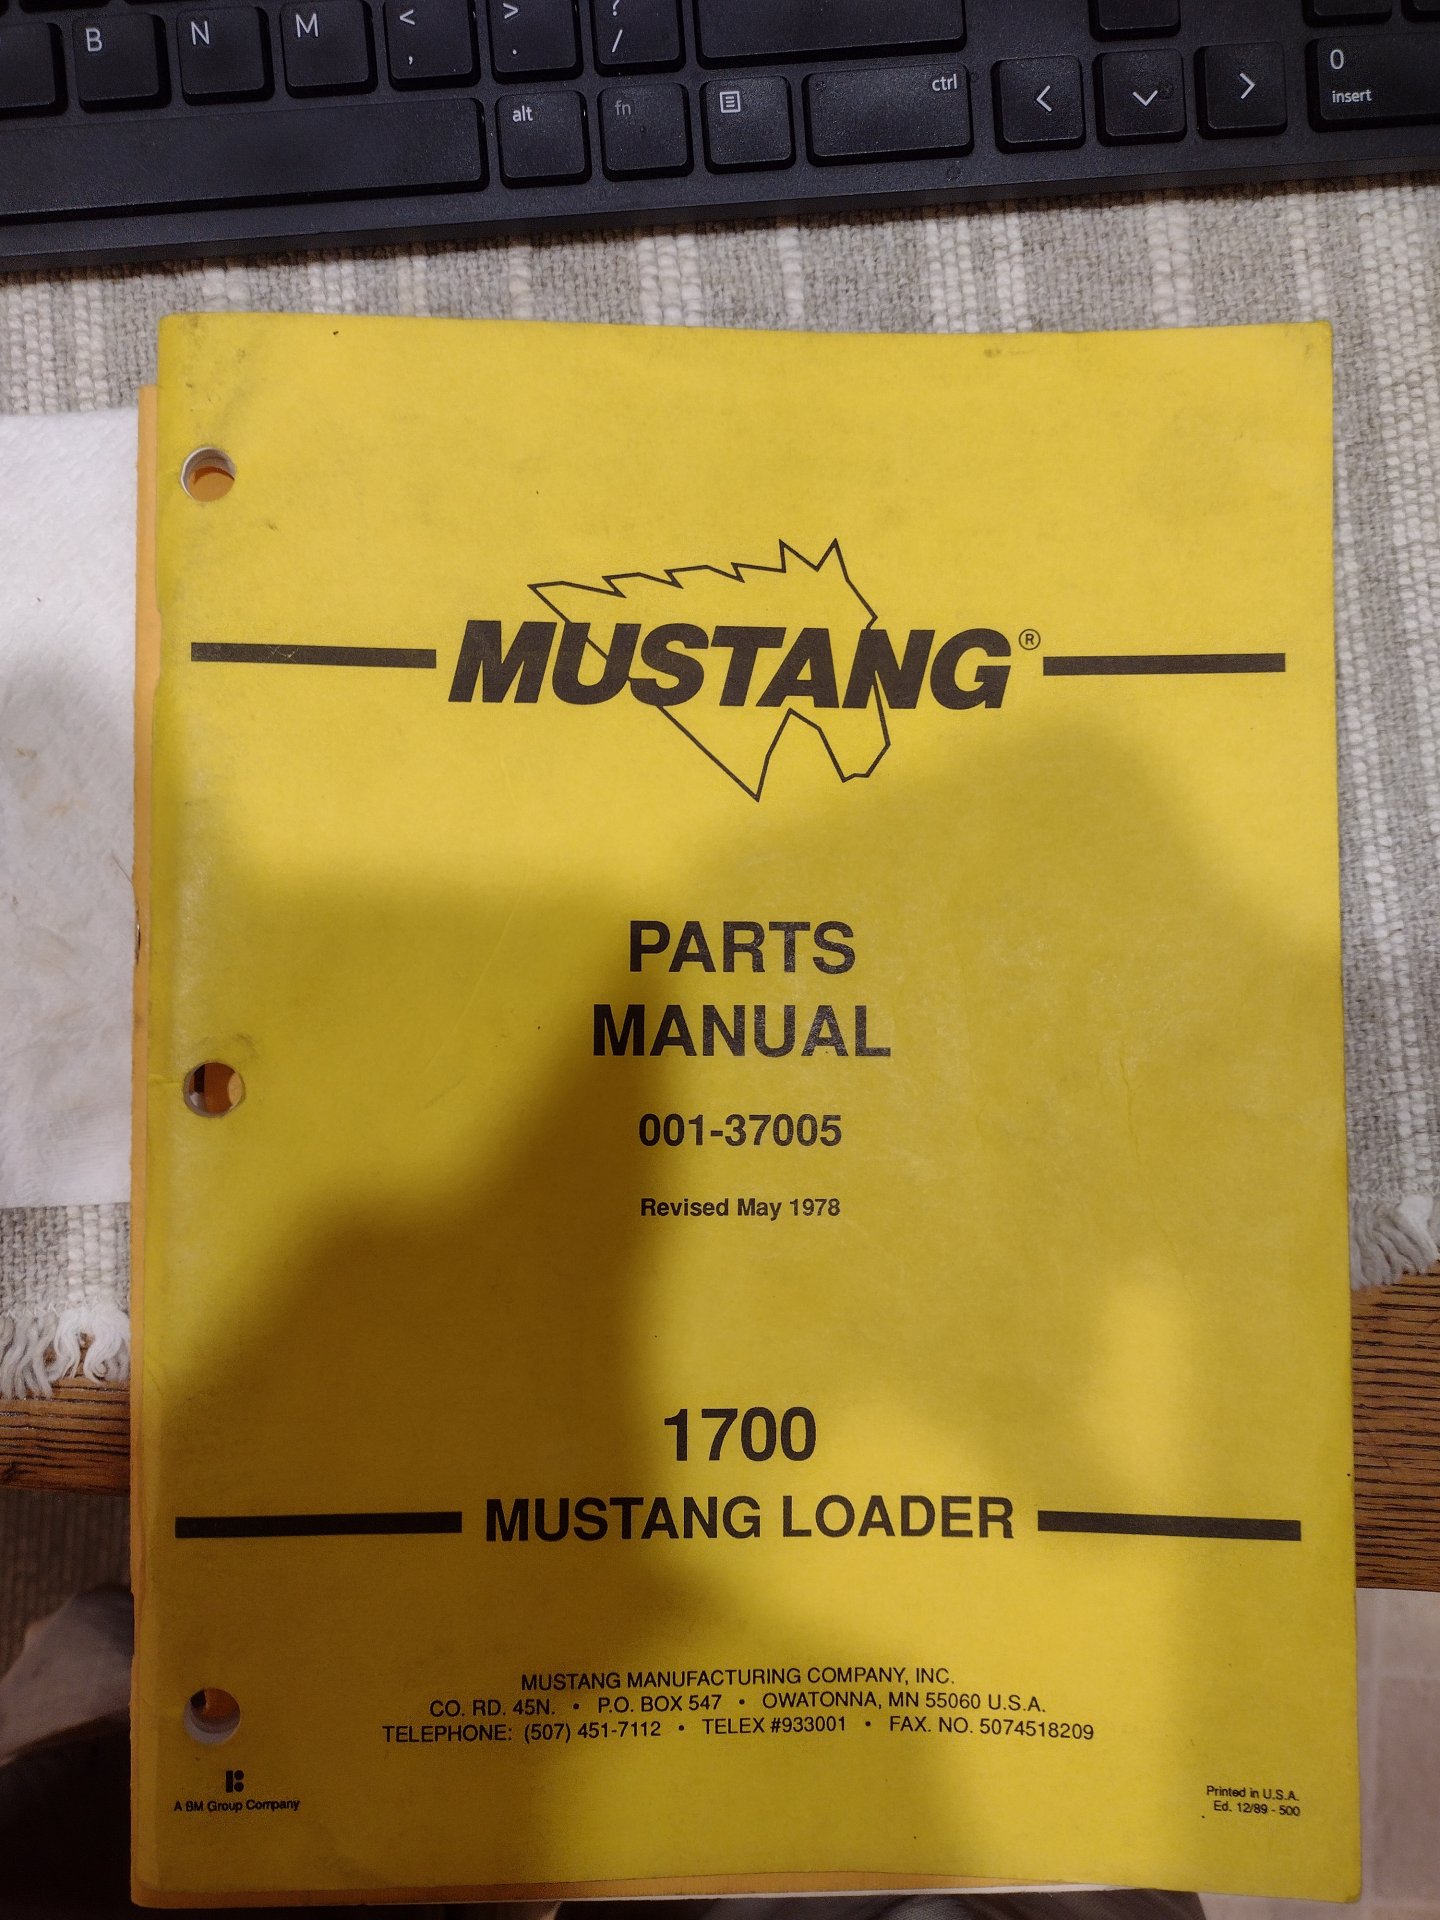 B N M < , > . ? /
alt fn ctrl 0 insert
MUSTANG®
PARTS
MANUAL
001-37005
Revised May 1978
1700
MUSTANG LOADER
MUSTANG MANUFACTURING COMPANY, INC.
CO. RD. 45N. • P.O. BOX 547 • OWATONNA, MN 55060 U.S.A.
TELEPHONE: (507) 451-7112 • TELEX #933001 • FAX. NO. 5074518209
A BM Group Company
Printed in U.S.A.
Ed. 12/89 - 500